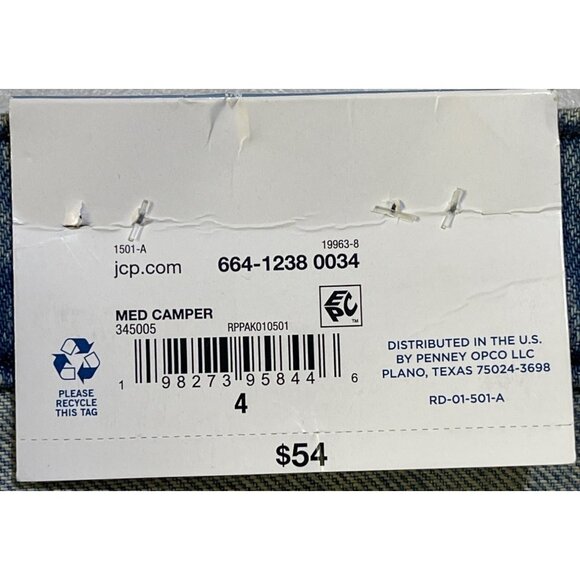 1501-A 19963-8
jcp.com 664-1238 0034
MED CAMPER
345005 RPPAK010501
EPC™
1 98273 95844 6
4
PLEASE
RECYCLE
THIS TAG
DISTRIBUTED IN THE U.S.
BY PENNEY OPCO LLC
PLANO, TEXAS 75024-3698
RD-01-501-A
$54